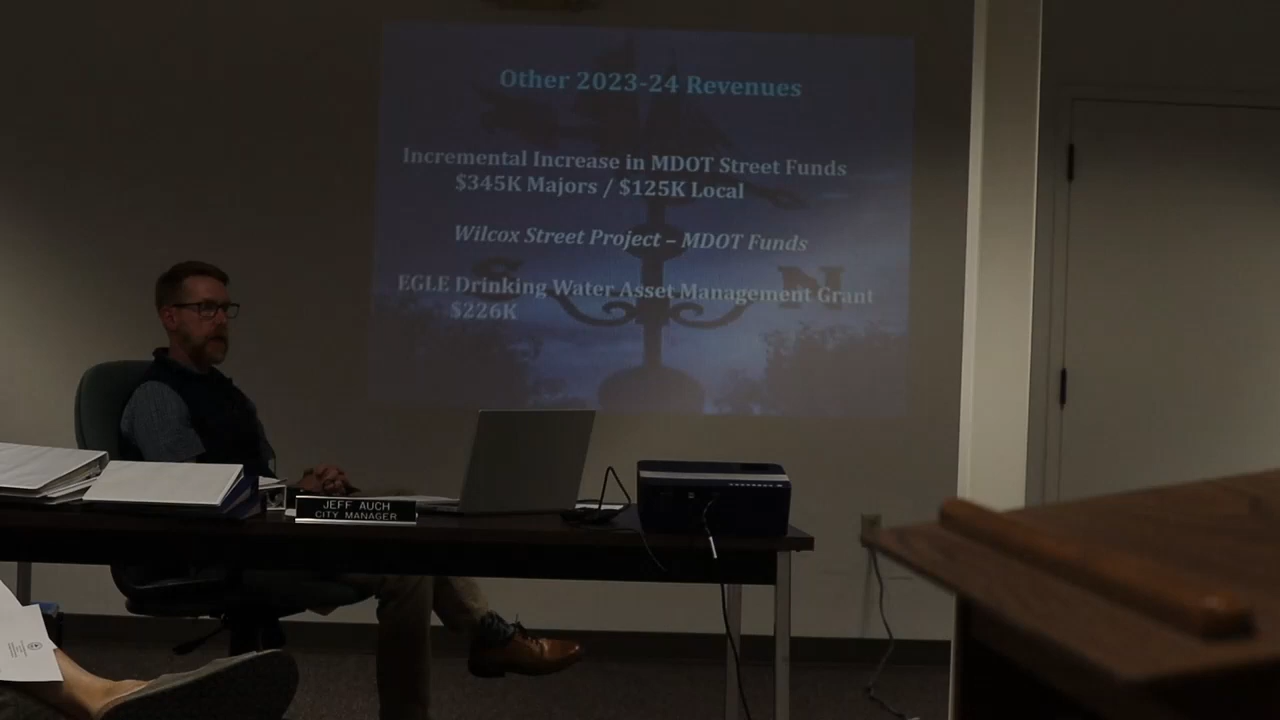 Other 2023-24 Revenues
Incremental Increase in MDOT Street Funds
$345K Majors / $125K Local
Wilcox Street Project – MDOT Funds
EGLE Drinking Water Asset Management Grant
$226K
S
N
JEFF AUCH
CITY MANAGER